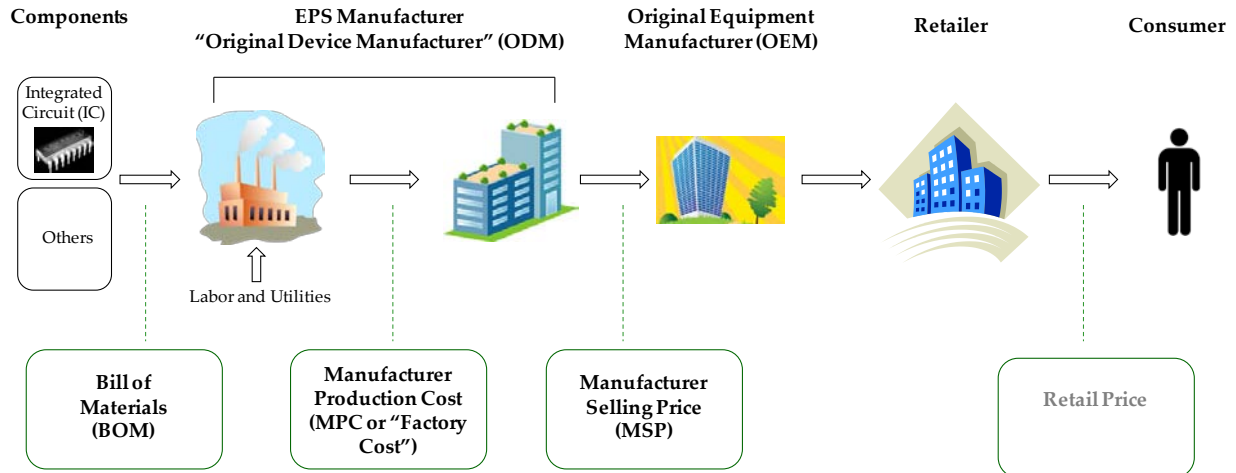 Components
EPS Manufacturer
“Original Device Manufacturer” (ODM)
Original Equipment
Manufacturer (OEM)
Retailer
Consumer
Integrated
Circuit (IC)
Others
Labor and Utilities
Bill of
Materials
(BOM)
Manufacturer
Production Cost
(MPC or “Factory
Cost”)
Manufacturer
Selling Price
(MSP)
Retail Price